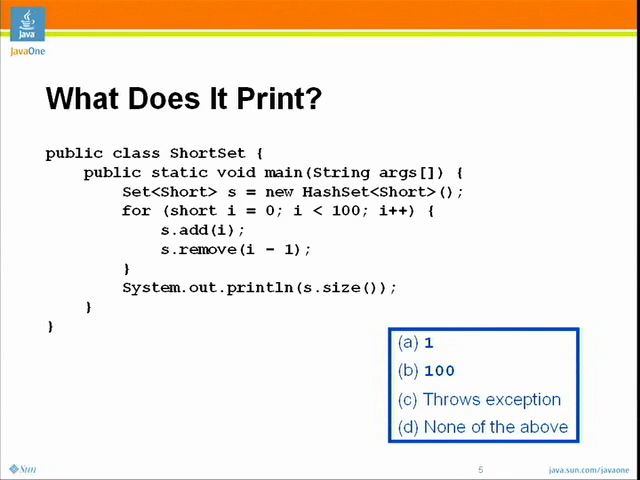 Java
JavaOne
What Does It Print?
public class ShortSet {
public static void main(String args[]) {
Set<Short> s = new HashSet<Short>();
for (short i = 0; i < 100; i++) {
s.add(i);
s.remove(i - 1);
}
System.out.println(s.size());
}
}
(a) 1
(b) 100
(c) Throws exception
(d) None of the above
Sun
5
java.sun.com/javaone